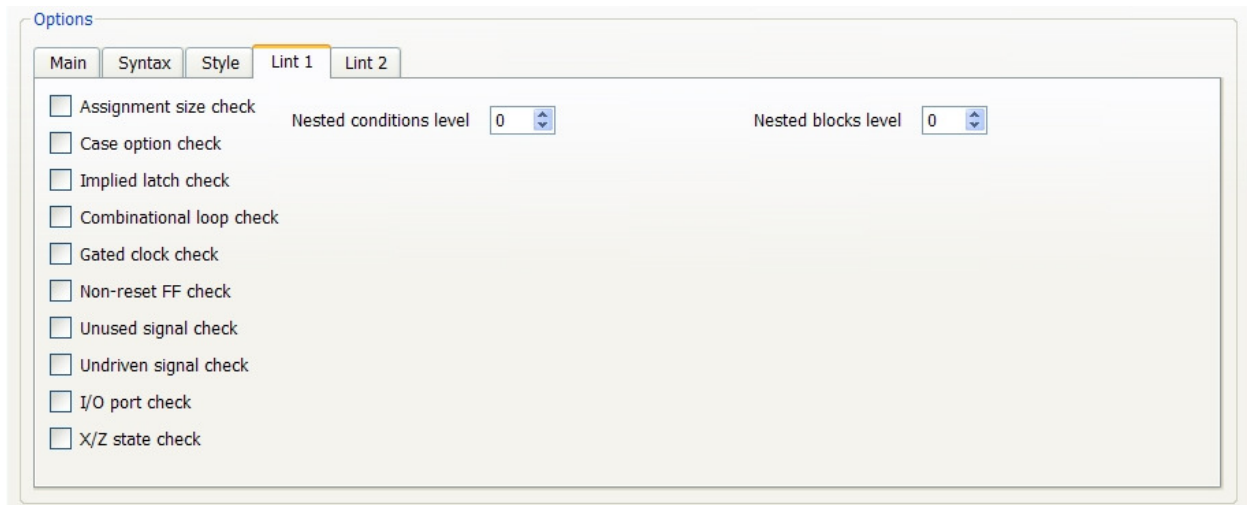 Options
Main Syntax Style Lint 1 Lint 2
Assignment size check
Nested conditions level 0 Nested blocks level 0
Case option check
Implied latch check
Combinational loop check
Gated clock check
Non-reset FF check
Unused signal check
Undriven signal check
I/O port check
X/Z state check